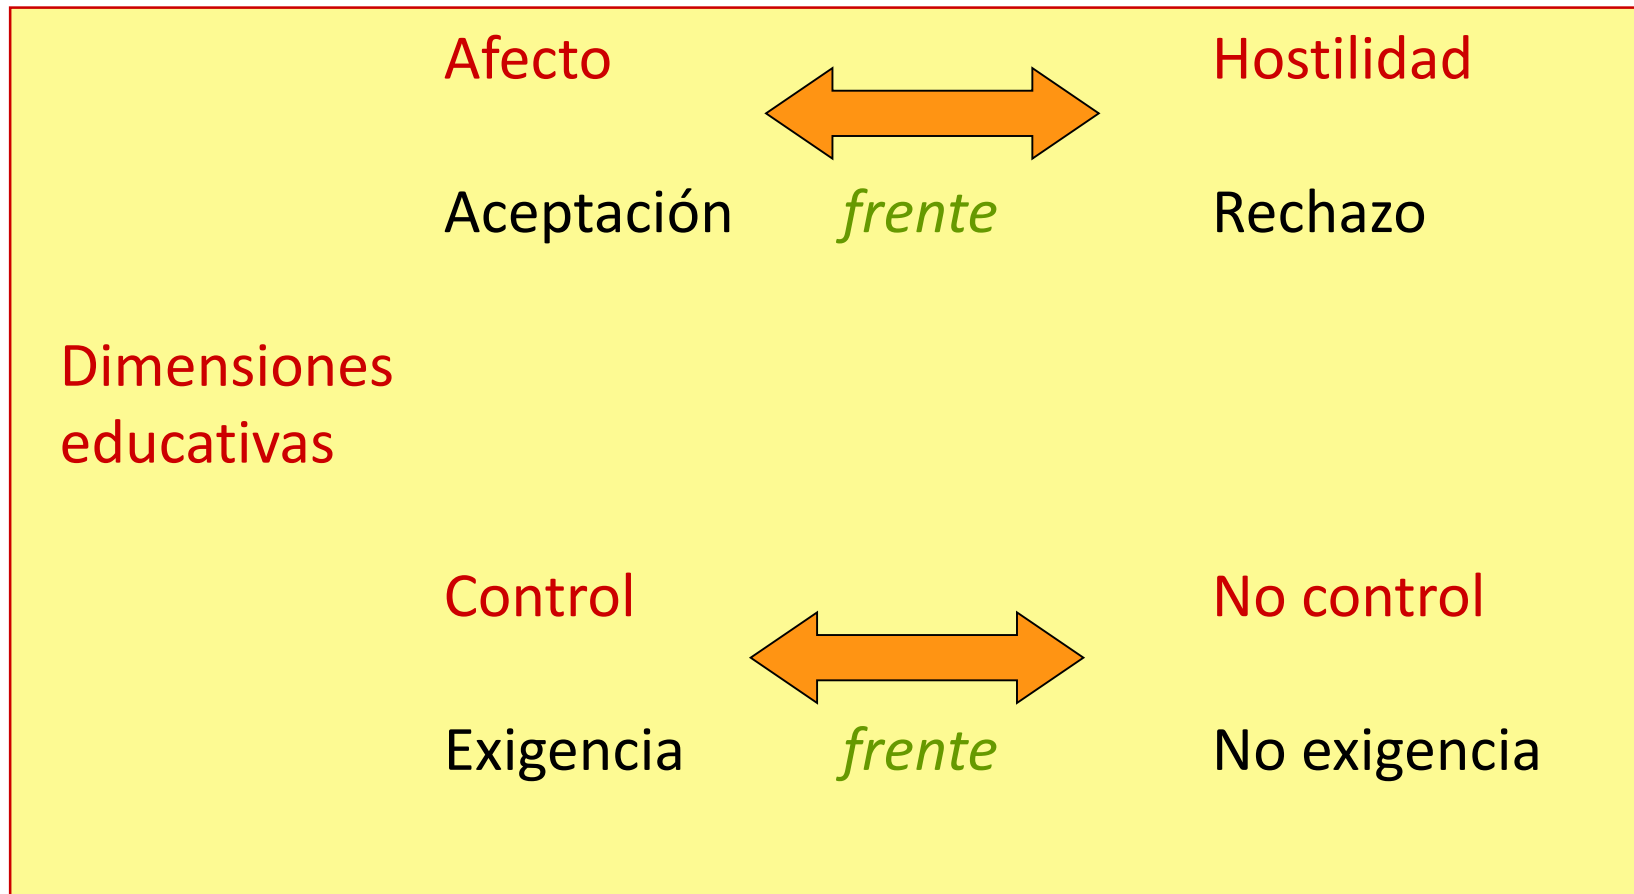 Afecto Hostilidad
Aceptación frente Rechazo
Dimensiones
educativas
Control No control
Exigencia frente No exigencia